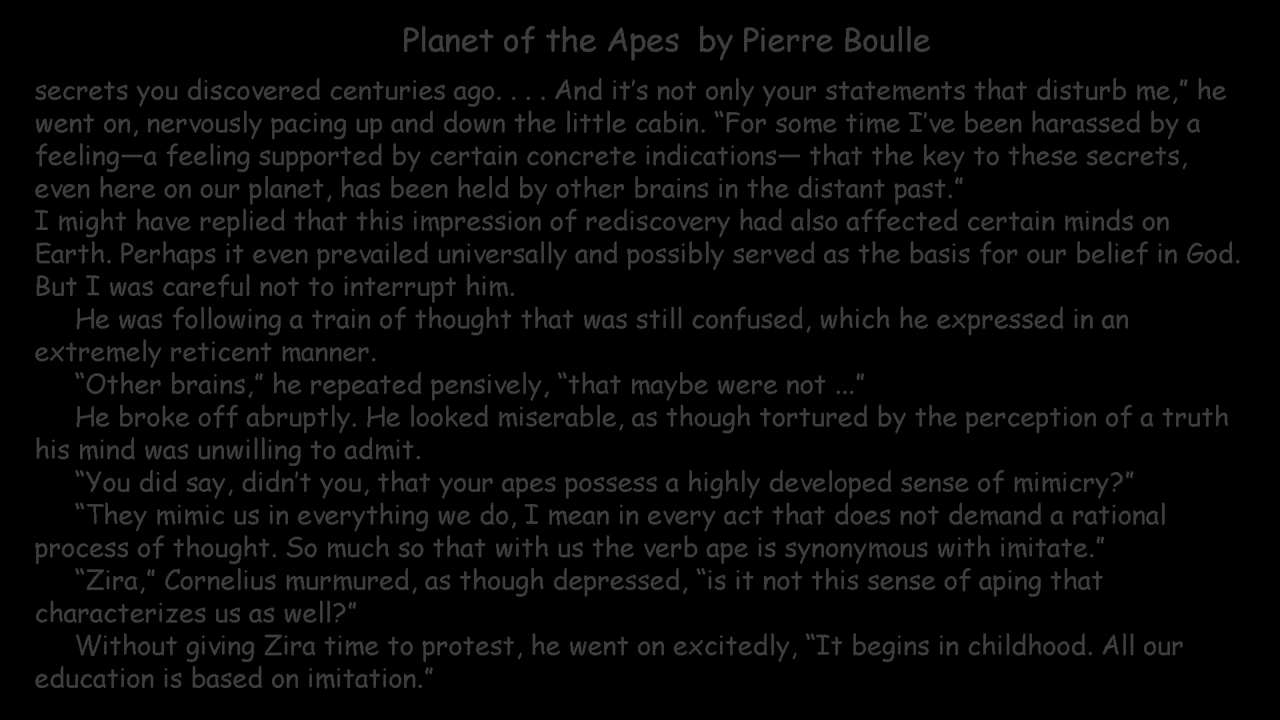 Planet of the Apes  by Pierre Boulle
secrets you discovered centuries ago. . . . And it’s not only your statements that disturb me,” he
went on, nervously pacing up and down the little cabin. “For some time I’ve been harassed by a
feeling—a feeling supported by certain concrete indications— that the key to these secrets,
even here on our planet, has been held by other brains in the distant past.”
I might have replied that this impression of rediscovery had also affected certain minds on
Earth. Perhaps it even prevailed universally and possibly served as the basis for our belief in God.
But I was careful not to interrupt him.
He was following a train of thought that was still confused, which he expressed in an
extremely reticent manner.
“Other brains,” he repeated pensively, “that maybe were not ...”
He broke off abruptly. He looked miserable, as though tortured by the perception of a truth
his mind was unwilling to admit.
“You did say, didn’t you, that your apes possess a highly developed sense of mimicry?”
“They mimic us in everything we do, I mean in every act that does not demand a rational
process of thought. So much so that with us the verb ape is synonymous with imitate.”
“Zira,” Cornelius murmured, as though depressed, “is it not this sense of aping that
characterizes us as well?”
Without giving Zira time to protest, he went on excitedly, “It begins in childhood. All our
education is based on imitation.”